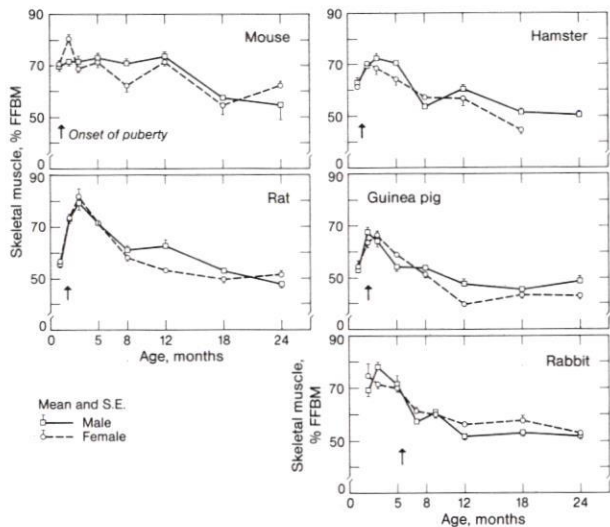 Mouse
Hamster
Skeletal muscle, % FFBM
90
70
50
0
Onset of puberty
90
70
50
0
Rat
Guinea pig
90
70
50
0
0 5 8 12 18 24
Age, months
90
70
50
0
Rabbit
Skeletal muscle,
% FFBM
90
70
50
0
0 5 8 12 18 24
Age, months
Mean and S.E.
Male
Female